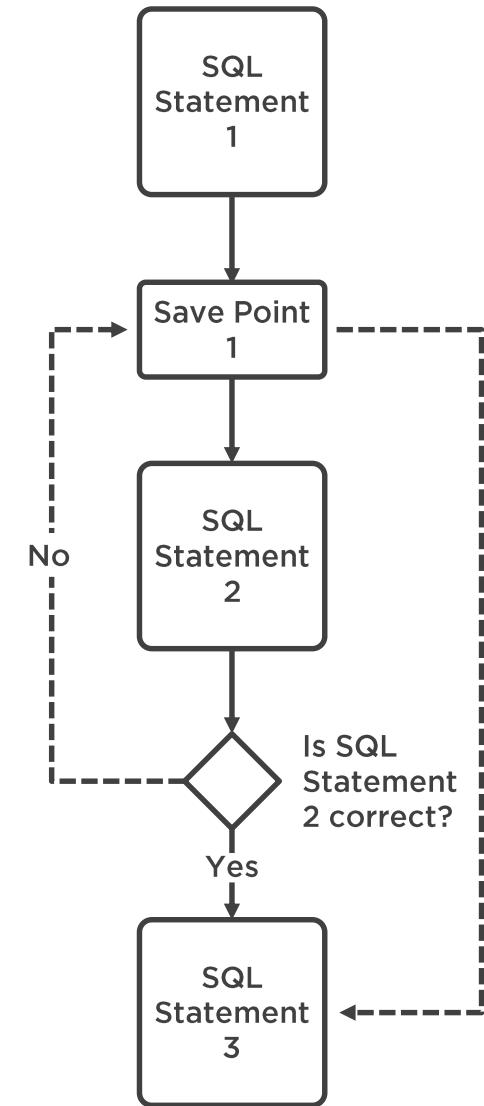 SQL
Statement
1
Save Point
1
SQL
Statement
2
No
Is SQL
Statement
2 correct?
Yes
SQL
Statement
3